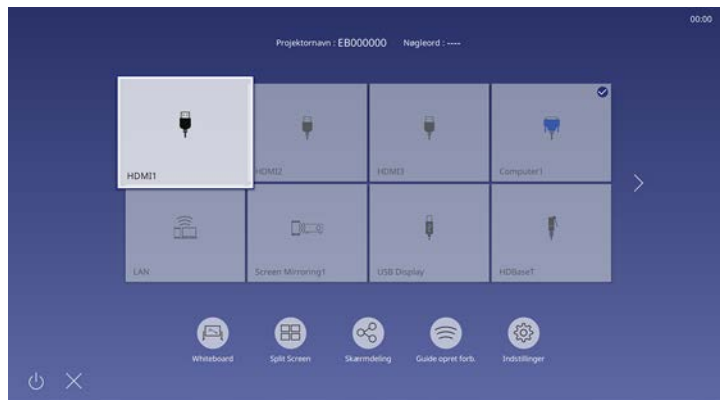 00:00
Projektornavn : EB000000 Nøgleord : ----
HDMI1
HDMI2
HDMI3
Computer1
LAN
Screen Mirroring1
USB Display
HDBaseT
Whiteboard
Split Screen
Skærmdeling
Guide opret forb.
Indstillinger